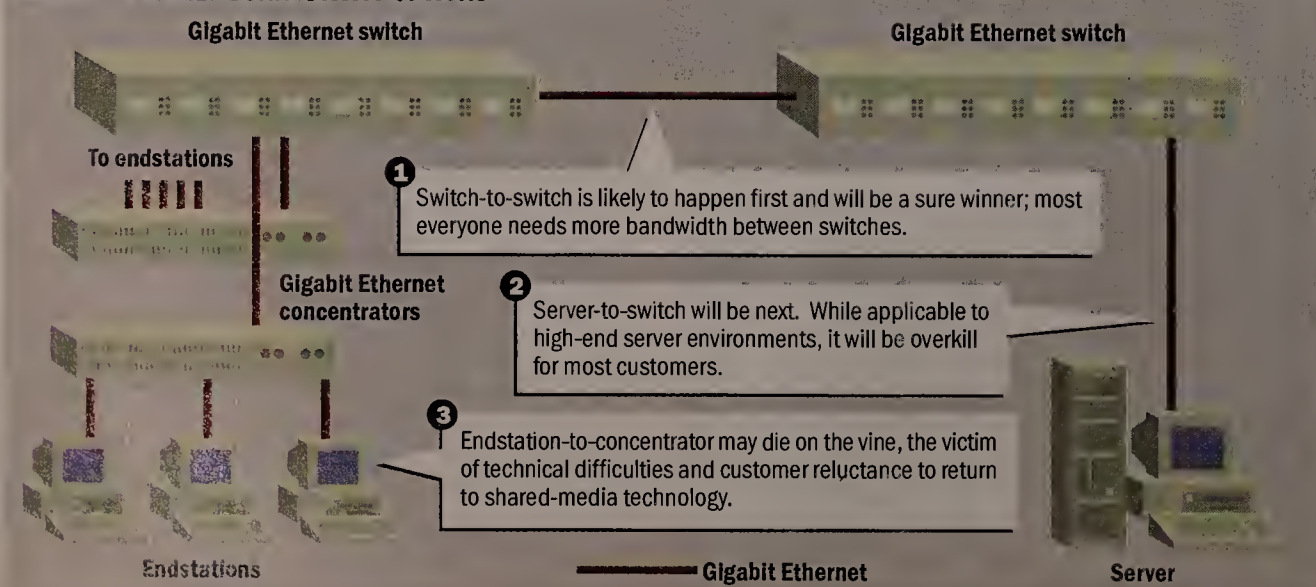 Gigabit Ethernet switch
Gigabit Ethernet switch
To endstations
1
Switch-to-switch is likely to happen first and will be a sure winner; most
everyone needs more bandwidth between switches.
Gigabit Ethernet
concentrators
2
Server-to-switch will be next. While applicable to
high-end server environments, it will be overkill
for most customers.
3
Endstation-to-concentrator may die on the vine, the victim
of technical difficulties and customer reluctance to return
to shared-media technology.
Endstations
Gigabit Ethernet
Server